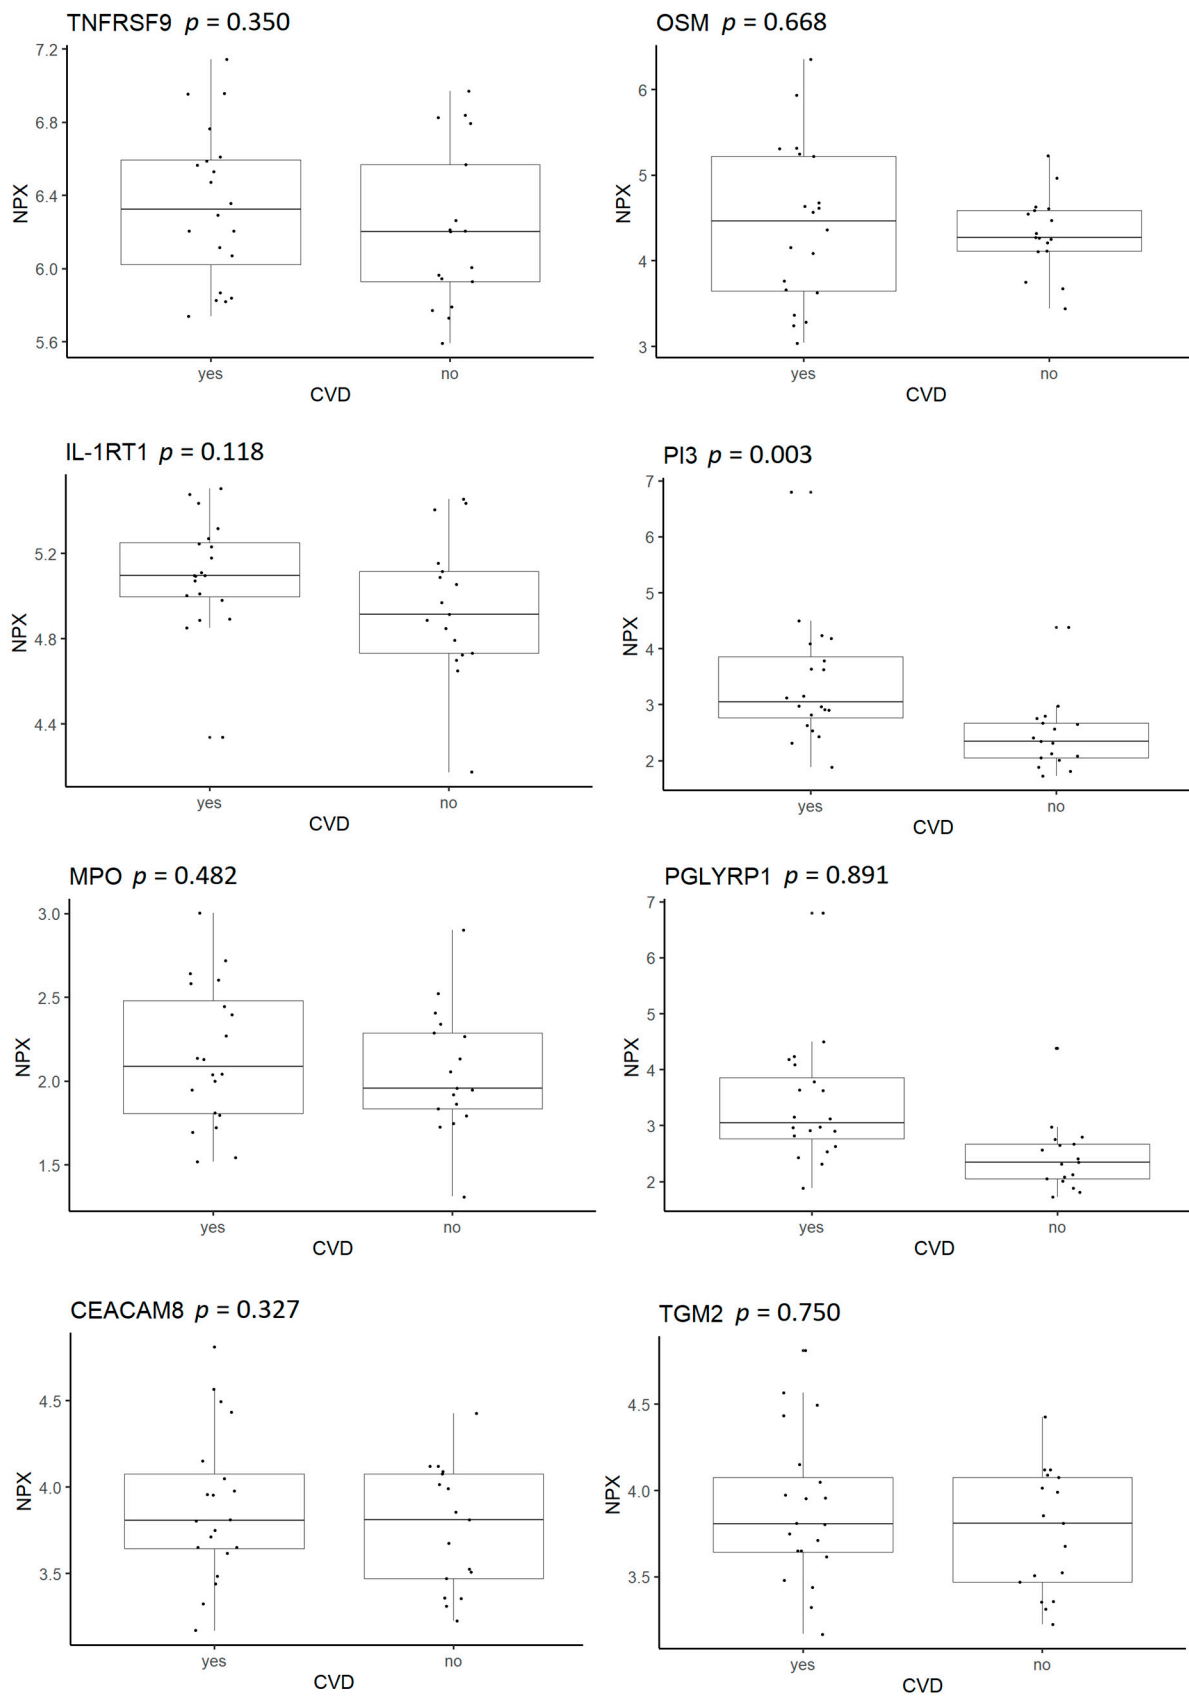 TNFRSF9 p = 0.350
7.2
6.8
6.4
6.0
5.6
NPX
yes no
CVD
OSM p = 0.668
6
5
4
3
NPX
yes no
CVD
IL-1RT1 p = 0.118
5.2
4.8
4.4
NPX
yes no
CVD
PI3 p = 0.003
7
6
5
4
3
2
NPX
yes no
CVD
MPO p = 0.482
3.0
2.5
2.0
1.5
NPX
yes no
CVD
PGLYRP1 p = 0.891
7
6
5
4
3
2
NPX
yes no
CVD
CEACAM8 p = 0.327
4.5
4.0
3.5
NPX
yes no
CVD
TGM2 p = 0.750
4.5
4.0
3.5
NPX
yes no
CVD